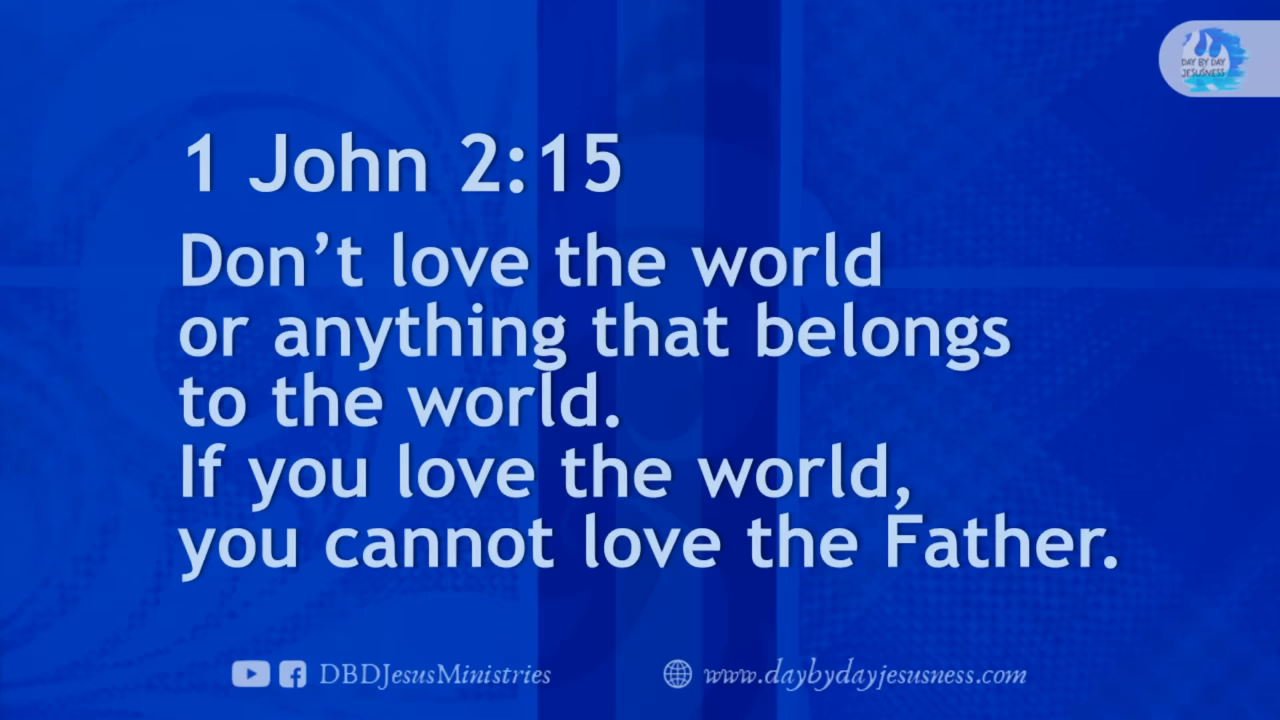 DAY BY DAY
JESUSNESS
1 John 2:15
Don’t love the world
or anything that belongs
to the world.
If you love the world,
you cannot love the Father.
DBDJesusMinistries
www.daybydayjesusness.com